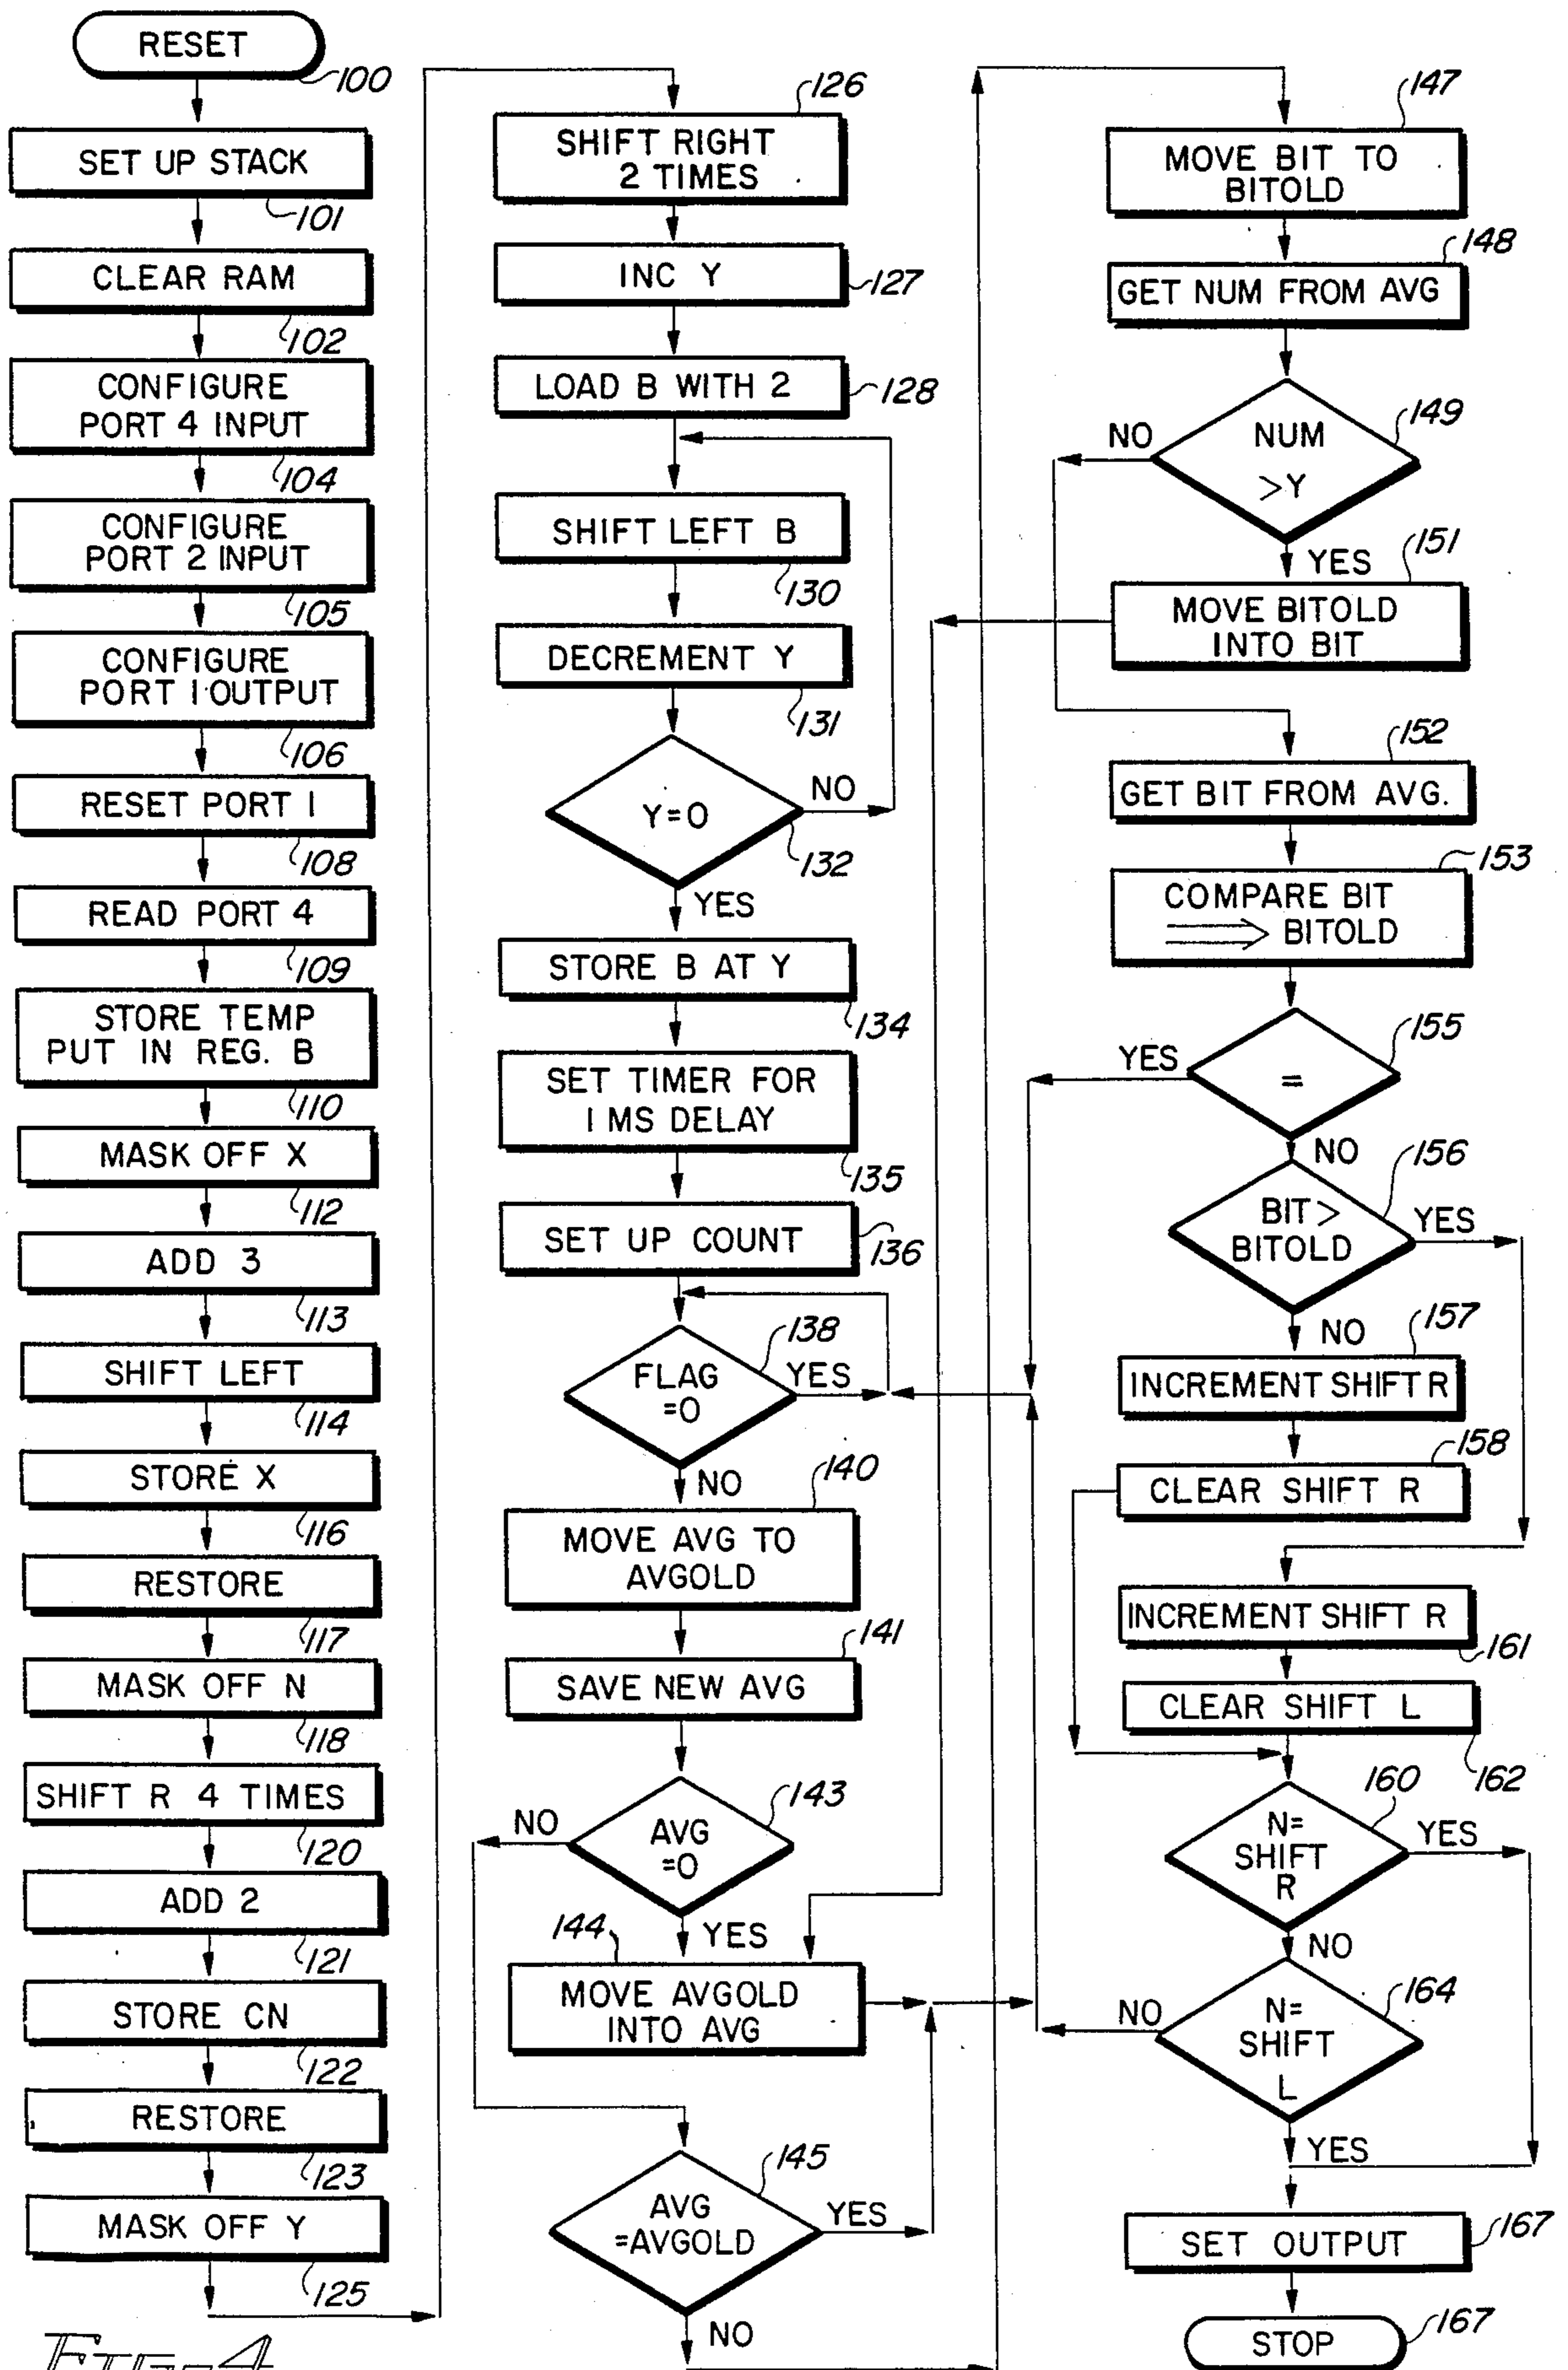 RESET
100
SET UP STACK
101
CLEAR RAM
102
CONFIGURE
PORT 4 INPUT
104
CONFIGURE
PORT 2 INPUT
105
CONFIGURE
PORT 1 OUTPUT
106
RESET PORT 1
108
READ PORT 4
109
STORE TEMP
PUT IN REG. B
110
MASK OFF X
112
ADD 3
113
SHIFT LEFT
114
STORE X
116
RESTORE
117
MASK OFF N
118
SHIFT R 4 TIMES
120
ADD 2
121
STORE CN
122
RESTORE
123
MASK OFF Y
125
FIG-4
126
SHIFT RIGHT
2 TIMES
INC Y
127
LOAD B WITH 2
128
SHIFT LEFT B
130
DECREMENT Y
131
Y=0
NO
132
YES
STORE B AT Y
134
SET TIMER FOR
1 MS DELAY
135
SET UP COUNT
136
138
FLAG
=0
YES
NO
140
MOVE AVG TO
AVGOLD
141
SAVE NEW AVG
143
NO
AVG
=0
144
YES
MOVE AVGOLD
INTO AVG
145
AVG
=AVGOLD
YES
NO
147
MOVE BIT TO
BITOLD
148
GET NUM FROM AVG
149
NO
NUM
>Y
YES
151
MOVE BITOLD
INTO BIT
152
GET BIT FROM AVG.
153
COMPARE BIT
⟹ BITOLD
155
YES
=
NO
156
BIT >
BITOLD
YES
NO
157
INCREMENT SHIFT R
158
CLEAR SHIFT R
INCREMENT SHIFT R
161
CLEAR SHIFT L
162
160
N=
SHIFT
R
YES
NO
164
NO
N=
SHIFT
L
YES
SET OUTPUT
167
STOP
167